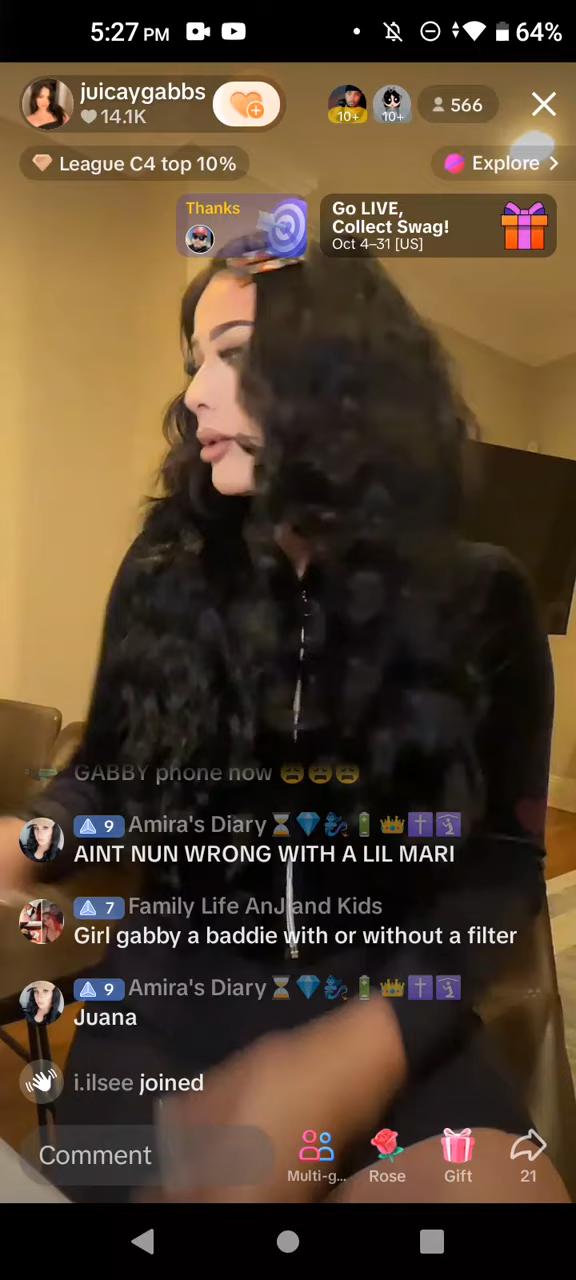 5:27 PM
64%
juicaygabbs
14.1K
10+
10+
566
League C4 top 10%
Explore >
Thanks
Go LIVE,
Collect Swag!
Oct 4–31 [US]
GABBY phone now 😩😩😩
9 Amira's Diary⏳💎🧞‍♂️🔋👑✝️🛐
AINT NUN WRONG WITH A LIL MARI
7 Family Life AnJ and Kids
Girl gabby a baddie with or without a filter
9 Amira's Diary⏳💎🧞‍♂️🔋👑✝️🛐
Juana
i.ilsee joined
Comment
Multi-g...
Rose
Gift
21